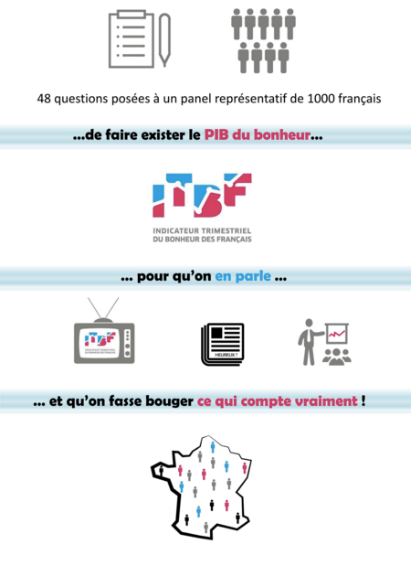 48 questions posées à un panel représentatif de 1000 français
...de faire exister le PIB du bonheur...
ITBF
INDICATEUR TRIMESTRIEL
DU BONHEUR DES FRANÇAIS
... pour qu'on en parle ...
ITBF
HEUREUX ?
... et qu'on fasse bouger ce qui compte vraiment !